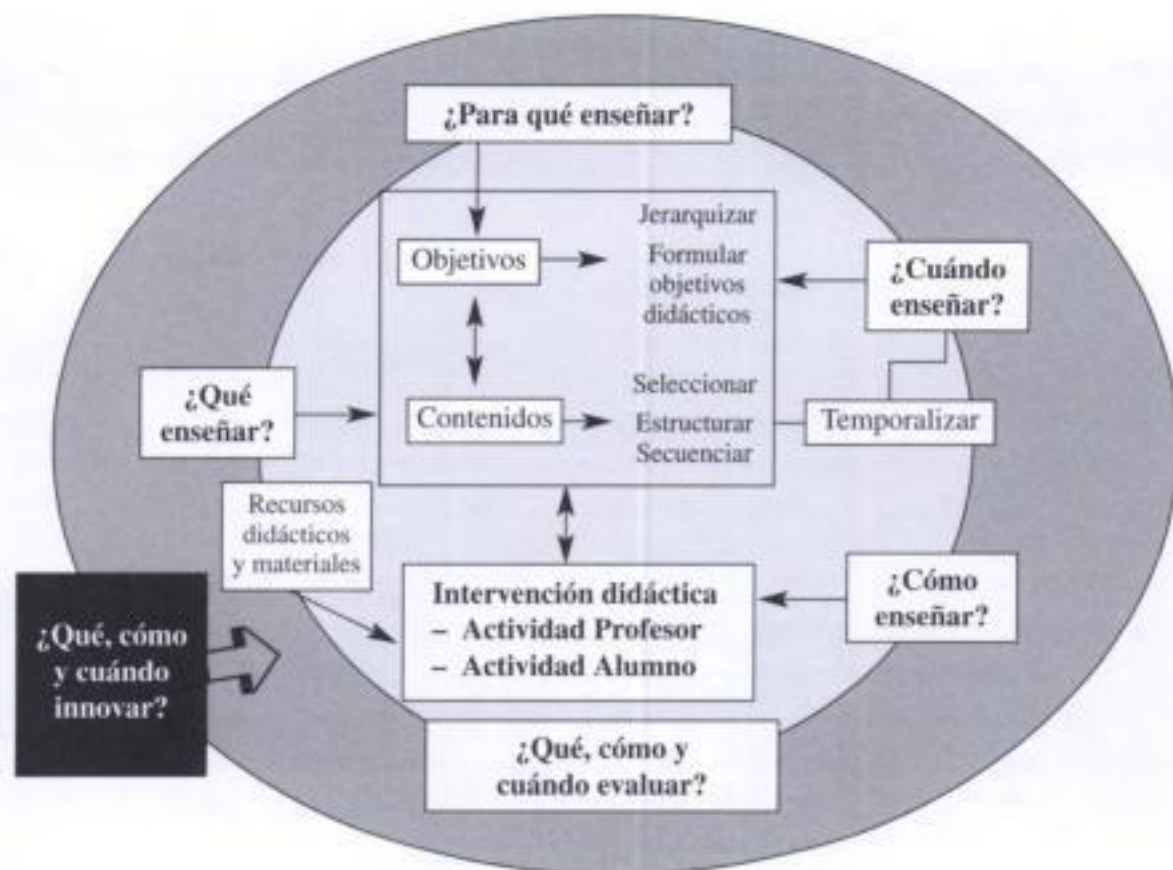 ¿Para qué enseñar?
Jerarquizar
Objetivos
Formular
objetivos
didácticos
¿Cuándo
enseñar?
¿Qué
enseñar?
Seleccionar
Contenidos
Estructurar
Secuenciar
Temporalizar
Recursos
didácticos
y materiales
Intervención didáctica
– Actividad Profesor
– Actividad Alumno
¿Cómo
enseñar?
¿Qué, cómo
y cuándo
innovar?
¿Qué, cómo y
cuándo evaluar?